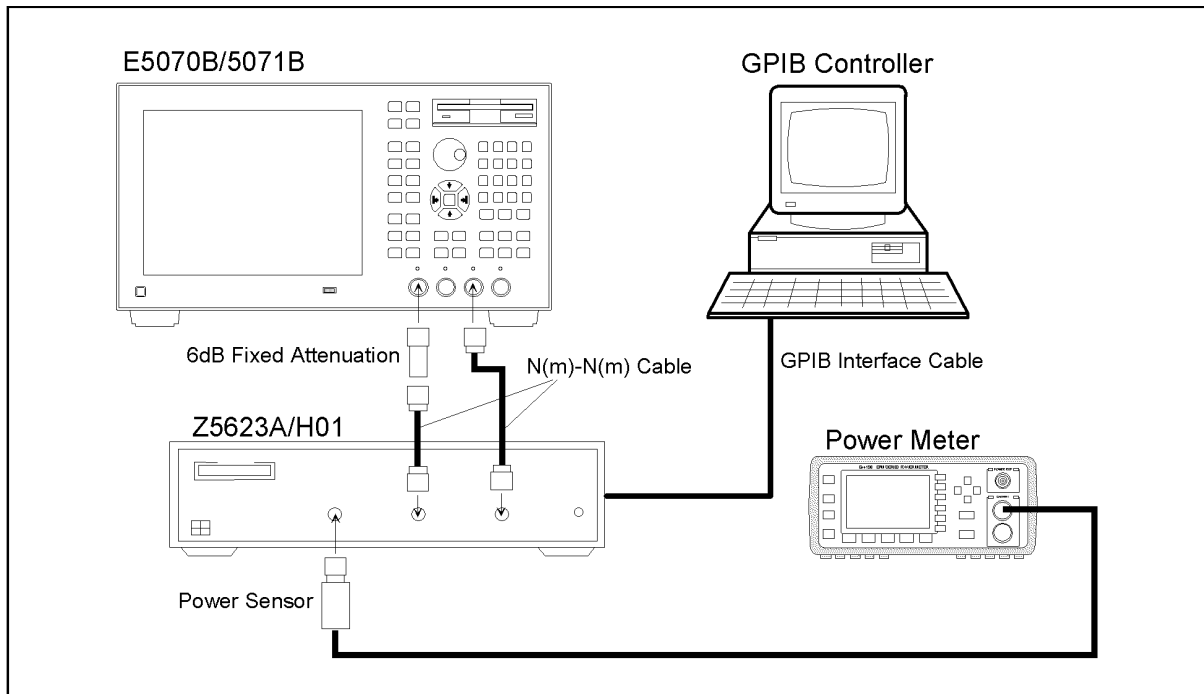 E5070B/5071B
GPIB Controller
6dB Fixed Attenuation
N(m)-N(m) Cable
GPIB Interface Cable
Z5623A/H01
Power Meter
Power Sensor